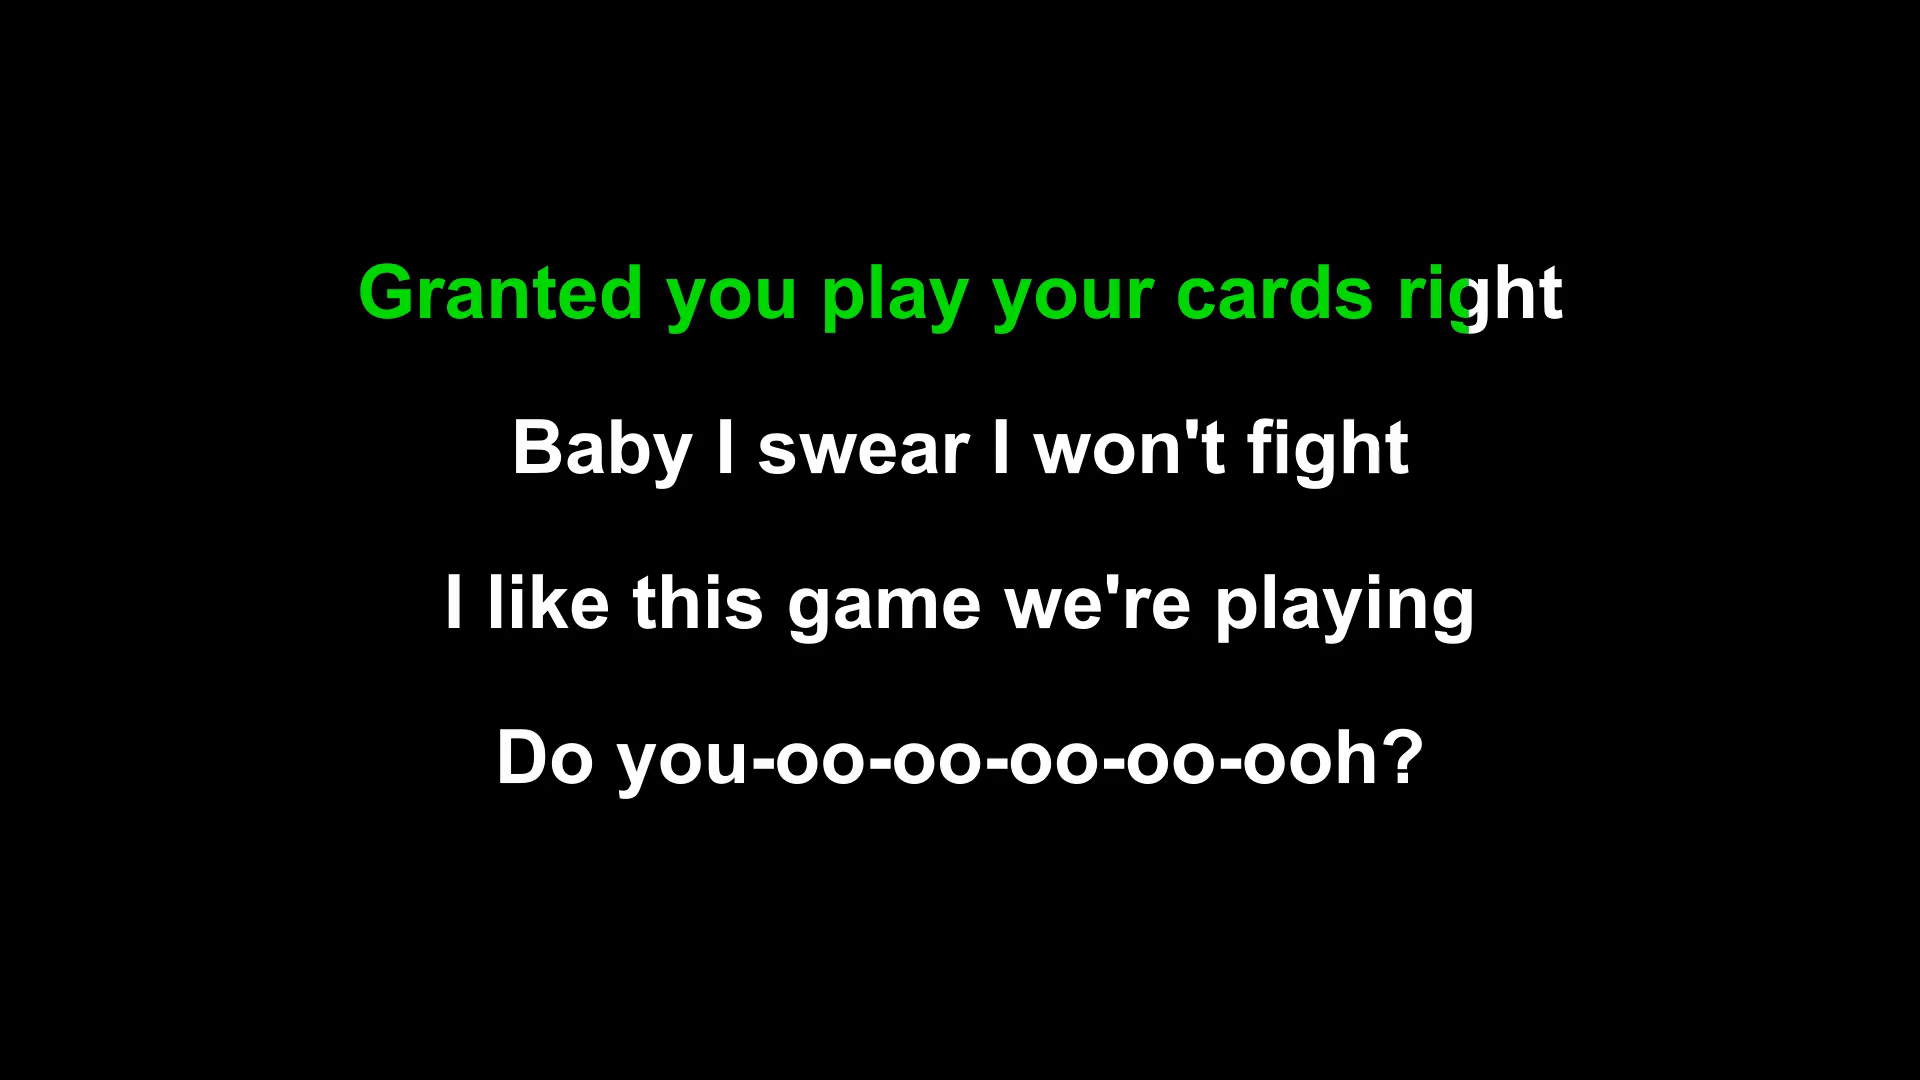 Granted you play your cards right
Baby I swear I won't fight
I like this game we're playing
Do you-oo-oo-oo-oo-ooh?